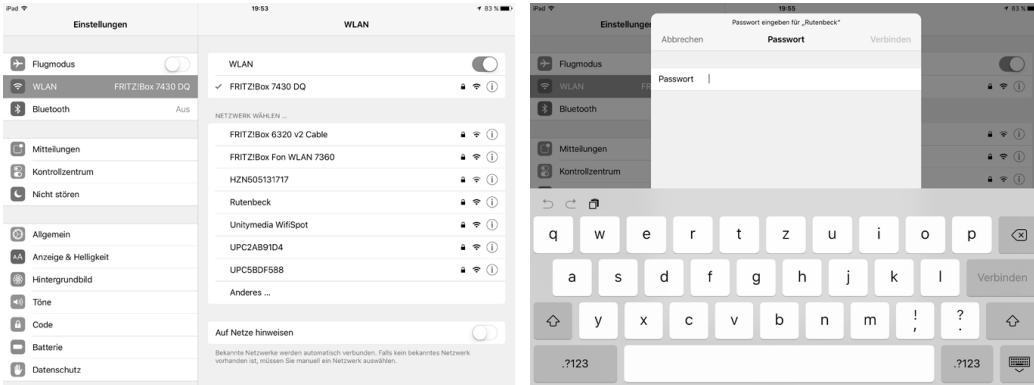 iPad 19:53 83 %
Einstellungen
Flugmodus
WLAN FRITZ!Box 7430 DQ
Bluetooth Aus
Mitteilungen
Kontrollzentrum
Nicht stören
Allgemein
AA Anzeige & Helligkeit
Hintergrundbild
Töne
Code
Batterie
Datenschutz
WLAN
WLAN
FRITZ!Box 7430 DQ
NETZWERK WÄHLEN ...
FRITZ!Box 6320 v2 Cable
FRITZ!Box Fon WLAN 7360
HZN505131717
Rutenbeck
Unitymedia WifiSpot
UPC2AB91D4
UPC5BDF588
Anderes ...
Auf Netze hinweisen
Bekannte Netzwerke werden automatisch verbunden. Falls kein bekanntes Netzwerk
vorhanden ist, müssen Sie manuell ein Netzwerk auswählen.
iPad 19:55 83 %
Einstellungen
Flugmodus
WLAN FR
Bluetooth
Mitteilungen
Kontrollzentrum
Passwort eingeben für „Rutenbeck“
Abbrechen Passwort Verbinden
Passwort
q w e r t z u i o p
a s d f g h j k l Verbinden
y x c v b n m ! , ? .
.?123 .?123